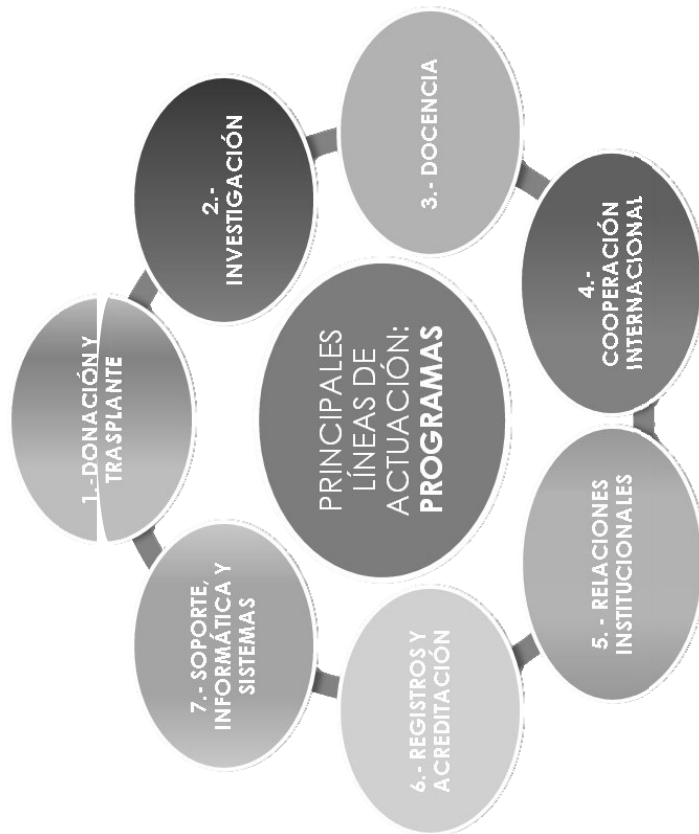 PRINCIPALES
LÍNEAS DE
ACTUACIÓN:
PROGRAMAS
1.-DONACIÓN Y
TRASPLANTE
2.-
INVESTIGACIÓN
3.- DOCENCIA
4.-
COOPERACIÓN
INTERNACIONAL
5. - RELACIONES
INSTITUCIONALES
6.- REGISTROS Y
ACREDITACIÓN
7.- SOPORTE,
INFORMÁTICA Y
SISTEMAS